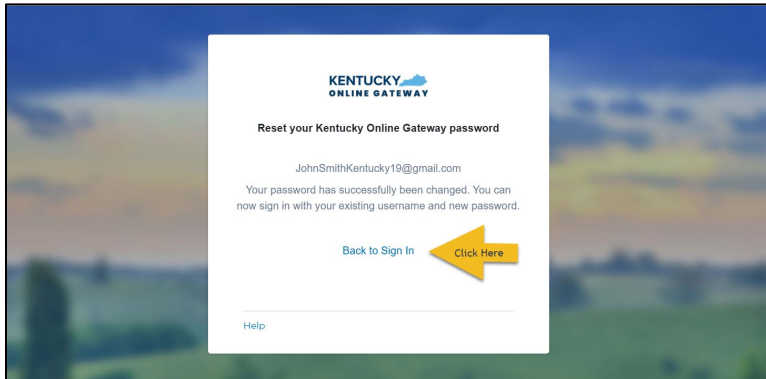 KENTUCKY
ONLINE GATEWAY
Reset your Kentucky Online Gateway password
JohnSmithKentucky19@gmail.com
Your password has successfully been changed. You can
now sign in with your existing username and new password.
Back to Sign In
Click Here
Help